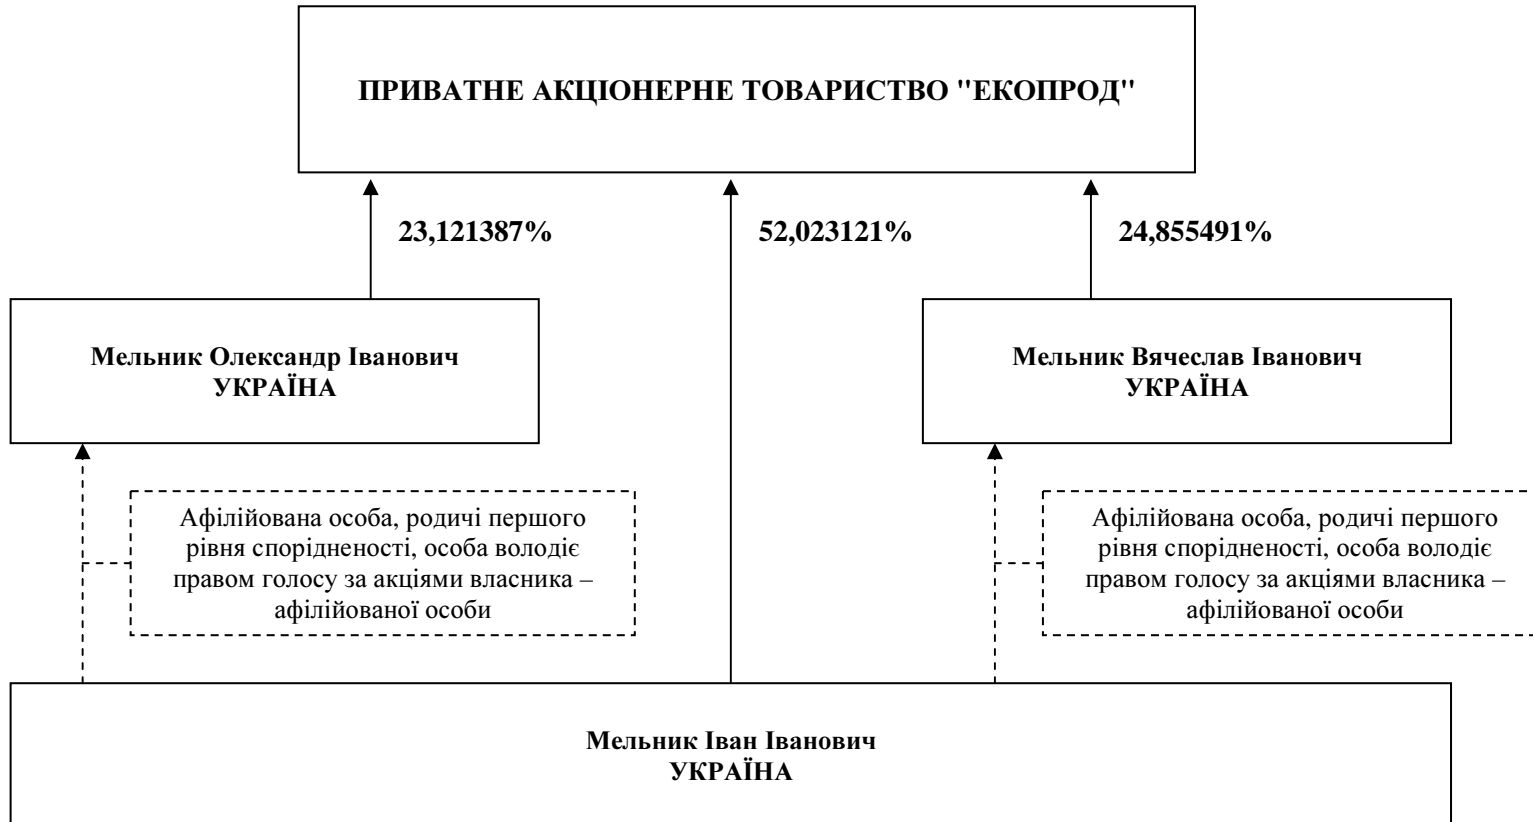 ПРИВАТНЕ АКЦІОНЕРНЕ ТОВАРИСТВО "ЕКОПРОД"
23,121387%
52,023121%
24,855491%
Мельник Олександр Іванович
УКРАЇНА
Мельник Вячеслав Іванович
УКРАЇНА
Афілійована особа, родичі першого
рівня спорідненості, особа володіє
правом голосу за акціями власника –
афілійованої особи
Афілійована особа, родичі першого
рівня спорідненості, особа володіє
правом голосу за акціями власника –
афілійованої особи
Мельник Іван Іванович
УКРАЇНА